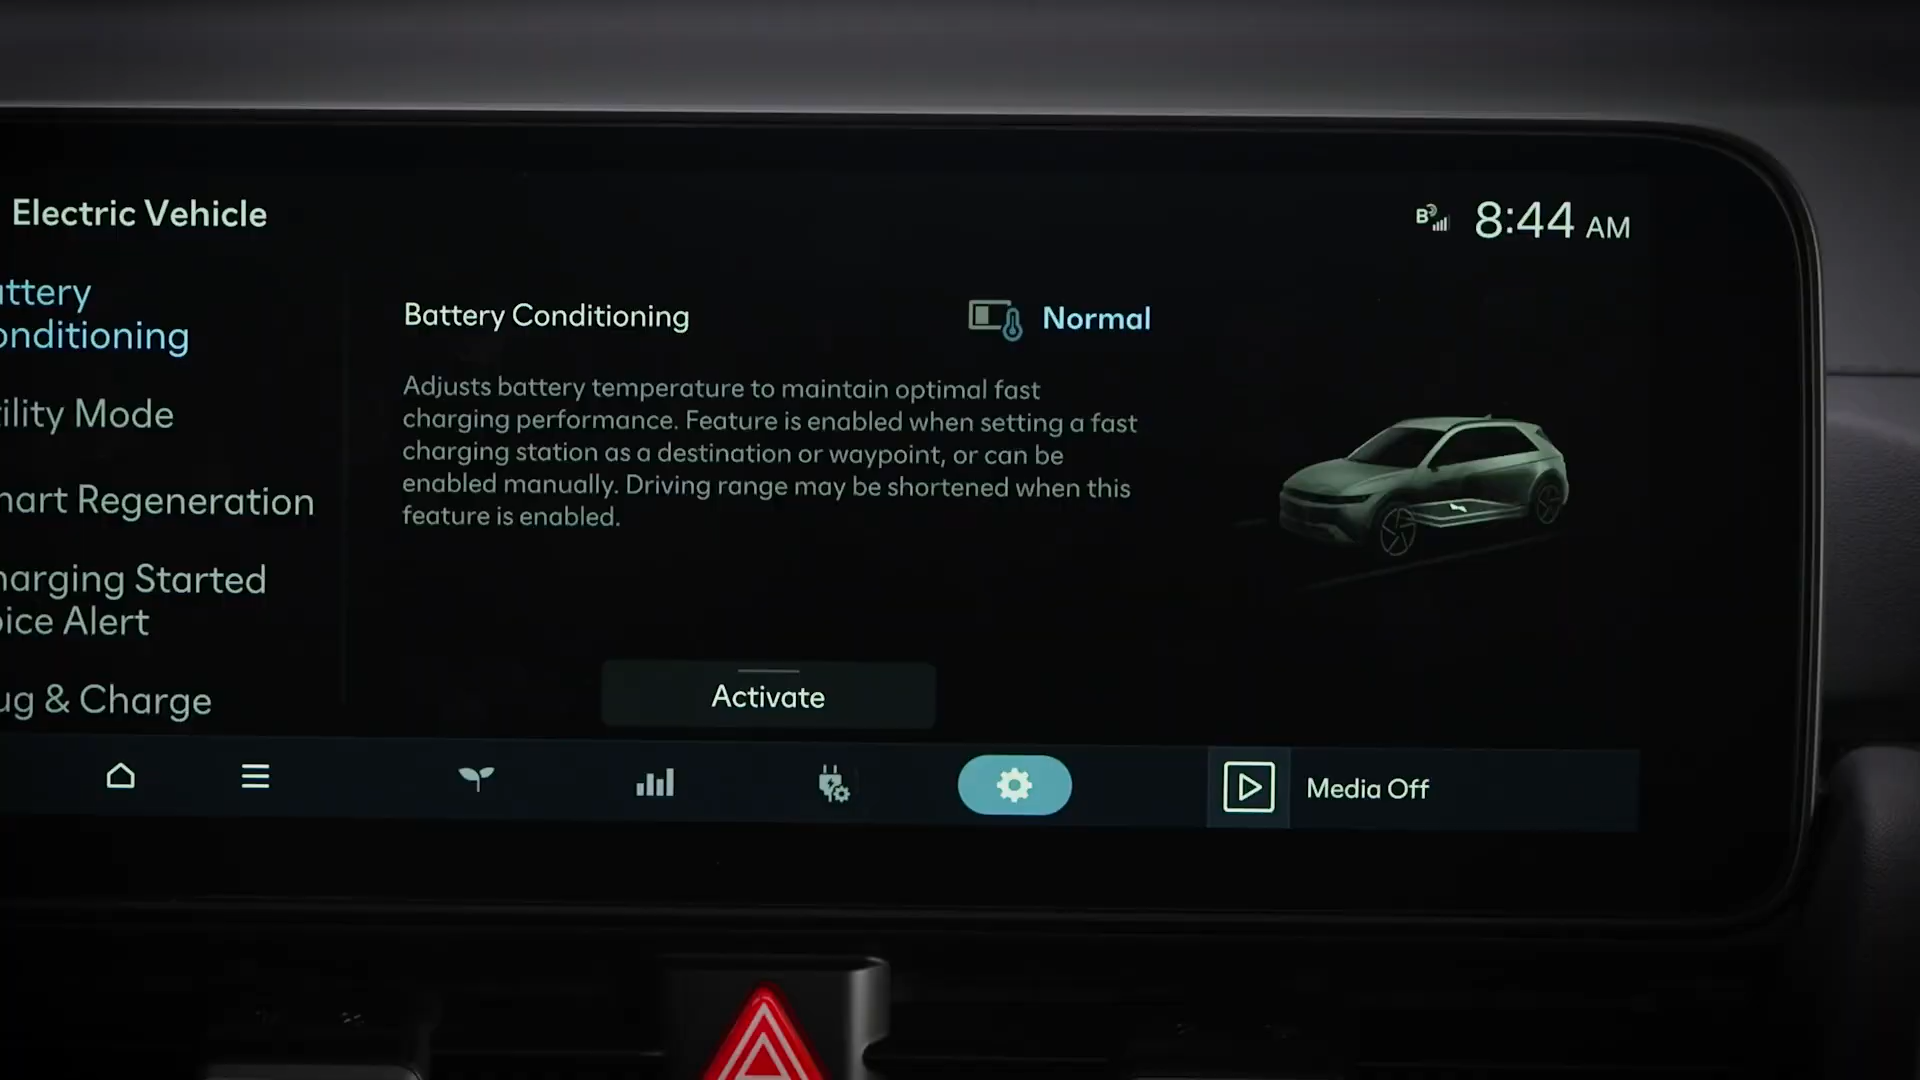 Electric Vehicle
8:44 AM
ttery
onditioning
ility Mode
art Regeneration
arging Started
ice Alert
ug & Charge
Battery Conditioning
Normal
Adjusts battery temperature to maintain optimal fast
charging performance. Feature is enabled when setting a fast
charging station as a destination or waypoint, or can be
enabled manually. Driving range may be shortened when this
feature is enabled.
Activate
Media Off